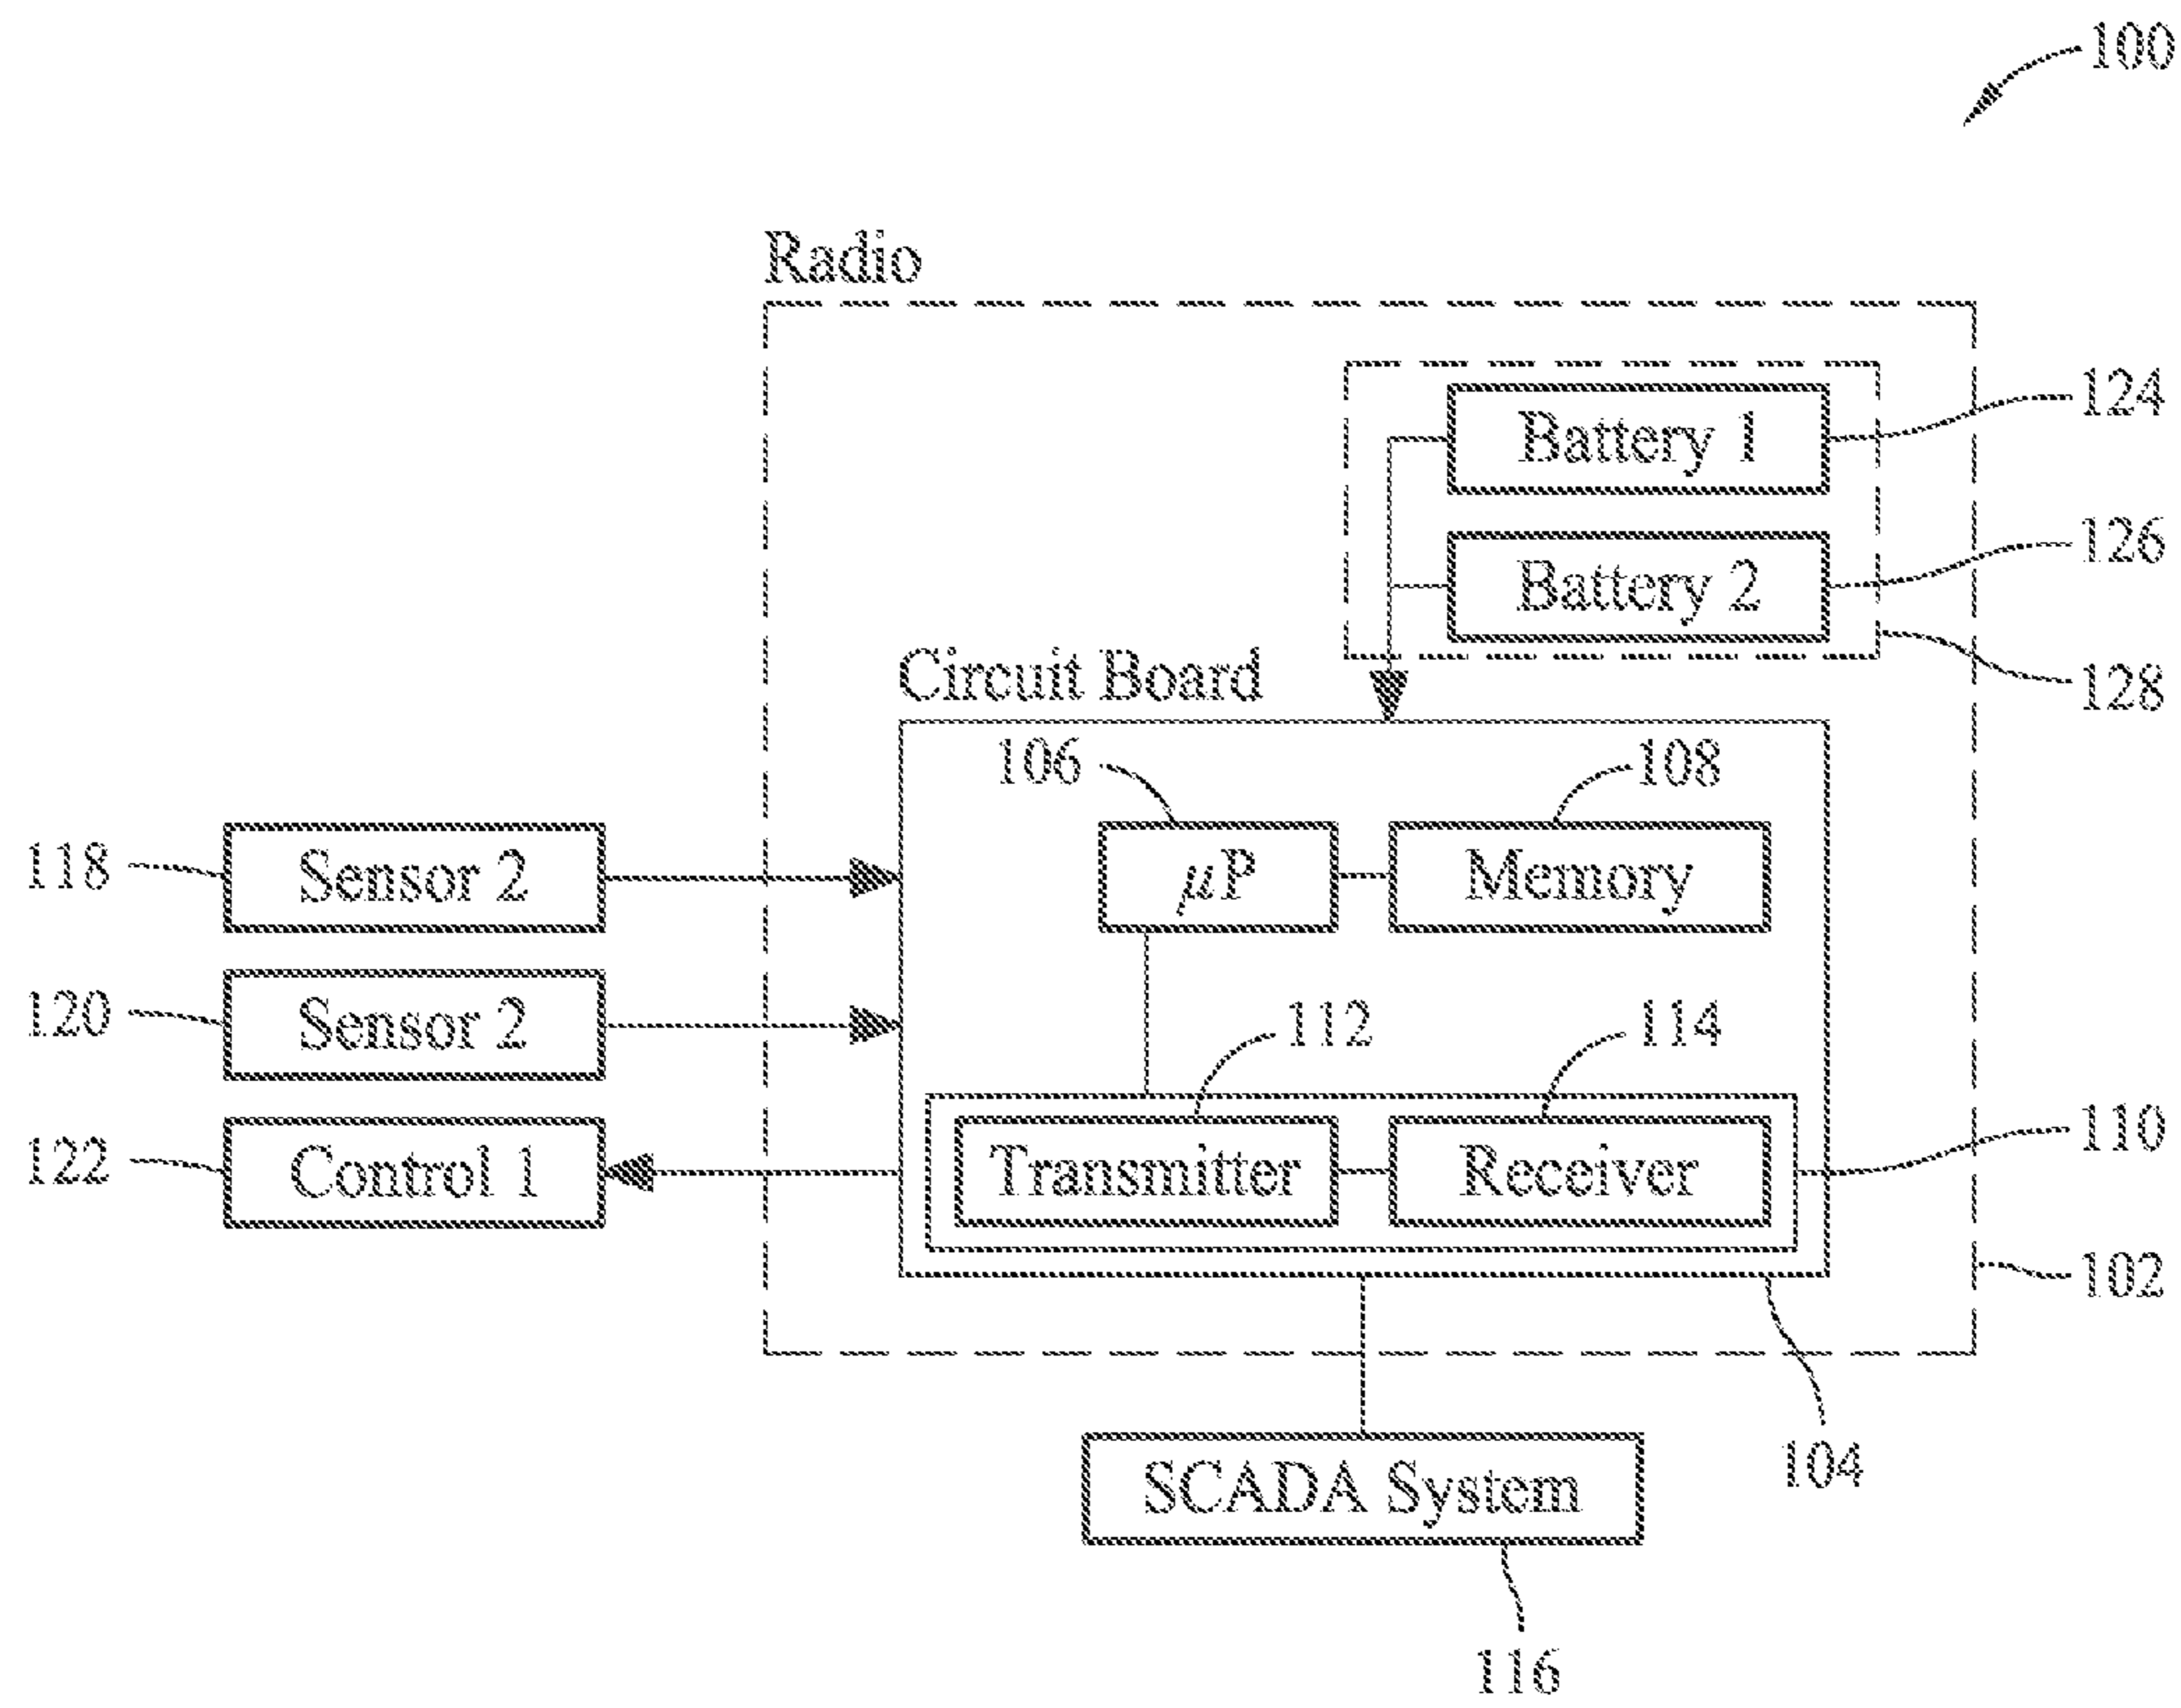 100
Radio
Battery 1
124
Battery 2
126
128
Circuit Board
106
108
118
Sensor 2
μP
Memory
120
Sensor 2
112
114
122
Control 1
Transmitter
Receiver
110
102
SCADA System
104
116